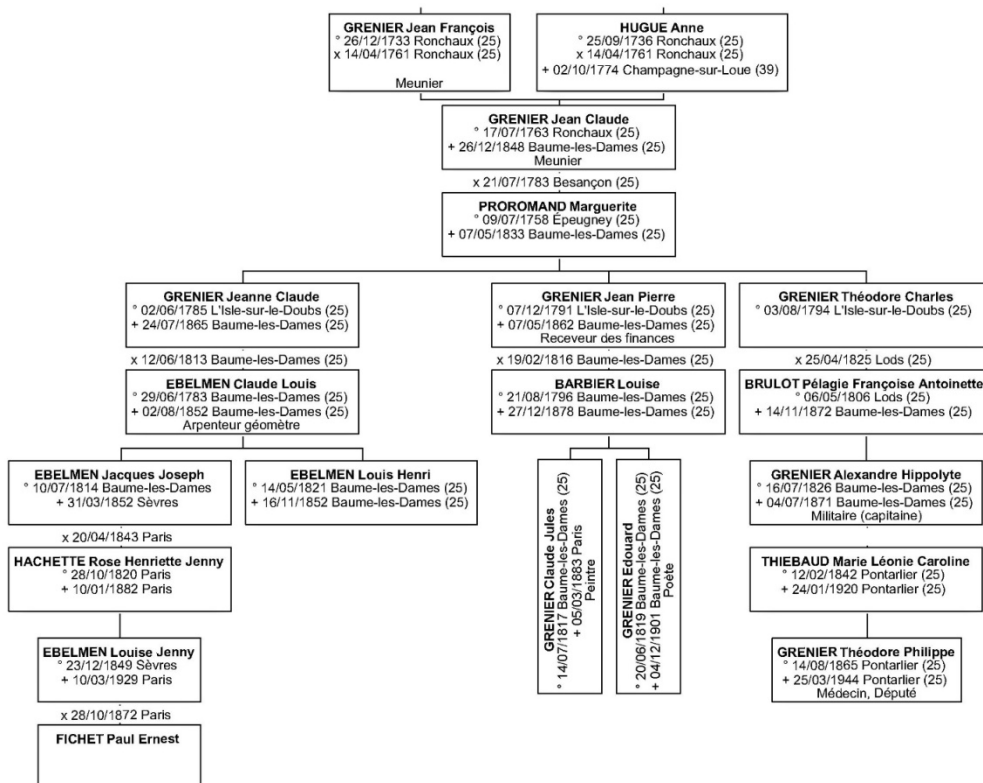 GRENIER Jean François
° 26/12/1733 Ronchaux (25)
x 14/04/1761 Ronchaux (25)
Meunier
HUGUE Anne
° 25/09/1736 Ronchaux (25)
x 14/04/1761 Ronchaux (25)
+ 02/10/1774 Champagne-sur-Loue (39)
GRENIER Jean Claude
° 17/07/1763 Ronchaux (25)
+ 26/12/1848 Baume-les-Dames (25)
Meunier
x 21/07/1783 Besançon (25)
PROROMAND Marguerite
° 09/07/1758 Épeugney (25)
+ 07/05/1833 Baume-les-Dames (25)
GRENIER Jeanne Claude
° 02/06/1785 L'Isle-sur-le-Doubs (25)
+ 24/07/1865 Baume-les-Dames (25)
x 12/06/1813 Baume-les-Dames (25)
EBELMEN Claude Louis
° 29/06/1783 Baume-les-Dames (25)
+ 02/08/1852 Baume-les-Dames (25)
Arpenteur géomètre
GRENIER Jean Pierre
° 07/12/1791 L'Isle-sur-le-Doubs (25)
+ 07/05/1862 Baume-les-Dames (25)
Receveur des finances
x 19/02/1816 Baume-les-Dames (25)
BARBIER Louise
° 21/08/1796 Baume-les-Dames (25)
+ 27/12/1878 Baume-les-Dames (25)
GRENIER Théodore Charles
° 03/08/1794 L'Isle-sur-le-Doubs (25)
x 25/04/1825 Lods (25)
BRULOT Pélagie Françoise Antoinette
° 06/05/1806 Lods (25)
+ 14/11/1872 Baume-les-Dames (25)
EBELMEN Jacques Joseph
° 10/07/1814 Baume-les-Dames
+ 31/03/1852 Sèvres
x 20/04/1843 Paris
HACHETTE Rose Henriette Jenny
° 28/10/1820 Paris
+ 10/01/1882 Paris
EBELMEN Louise Jenny
° 23/12/1849 Sèvres
+ 10/03/1929 Paris
x 28/10/1872 Paris
FICHET Paul Ernest
EBELMEN Louis Henri
° 14/05/1821 Baume-les-Dames (25)
+ 16/11/1852 Baume-les-Dames (25)
GRENIER Claude Jules
° 14/07/1817 Baume-les-Dames (25)
+ 05/03/1883 Paris
Peintre
GRENIER Edouard
° 20/06/1819 Baume-les-Dames (25)
+ 04/12/1901 Baume-les-Dames (25)
Poète
GRENIER Alexandre Hippolyte
° 16/07/1826 Baume-les-Dames (25)
+ 04/07/1871 Baume-les-Dames (25)
Militaire (capitaine)
THIEBAUD Marie Léonie Caroline
° 12/02/1842 Pontarlier (25)
+ 24/01/1920 Pontarlier (25)
GRENIER Théodore Philippe
° 14/08/1865 Pontarlier (25)
+ 25/03/1944 Pontarlier (25)
Médecin, Député